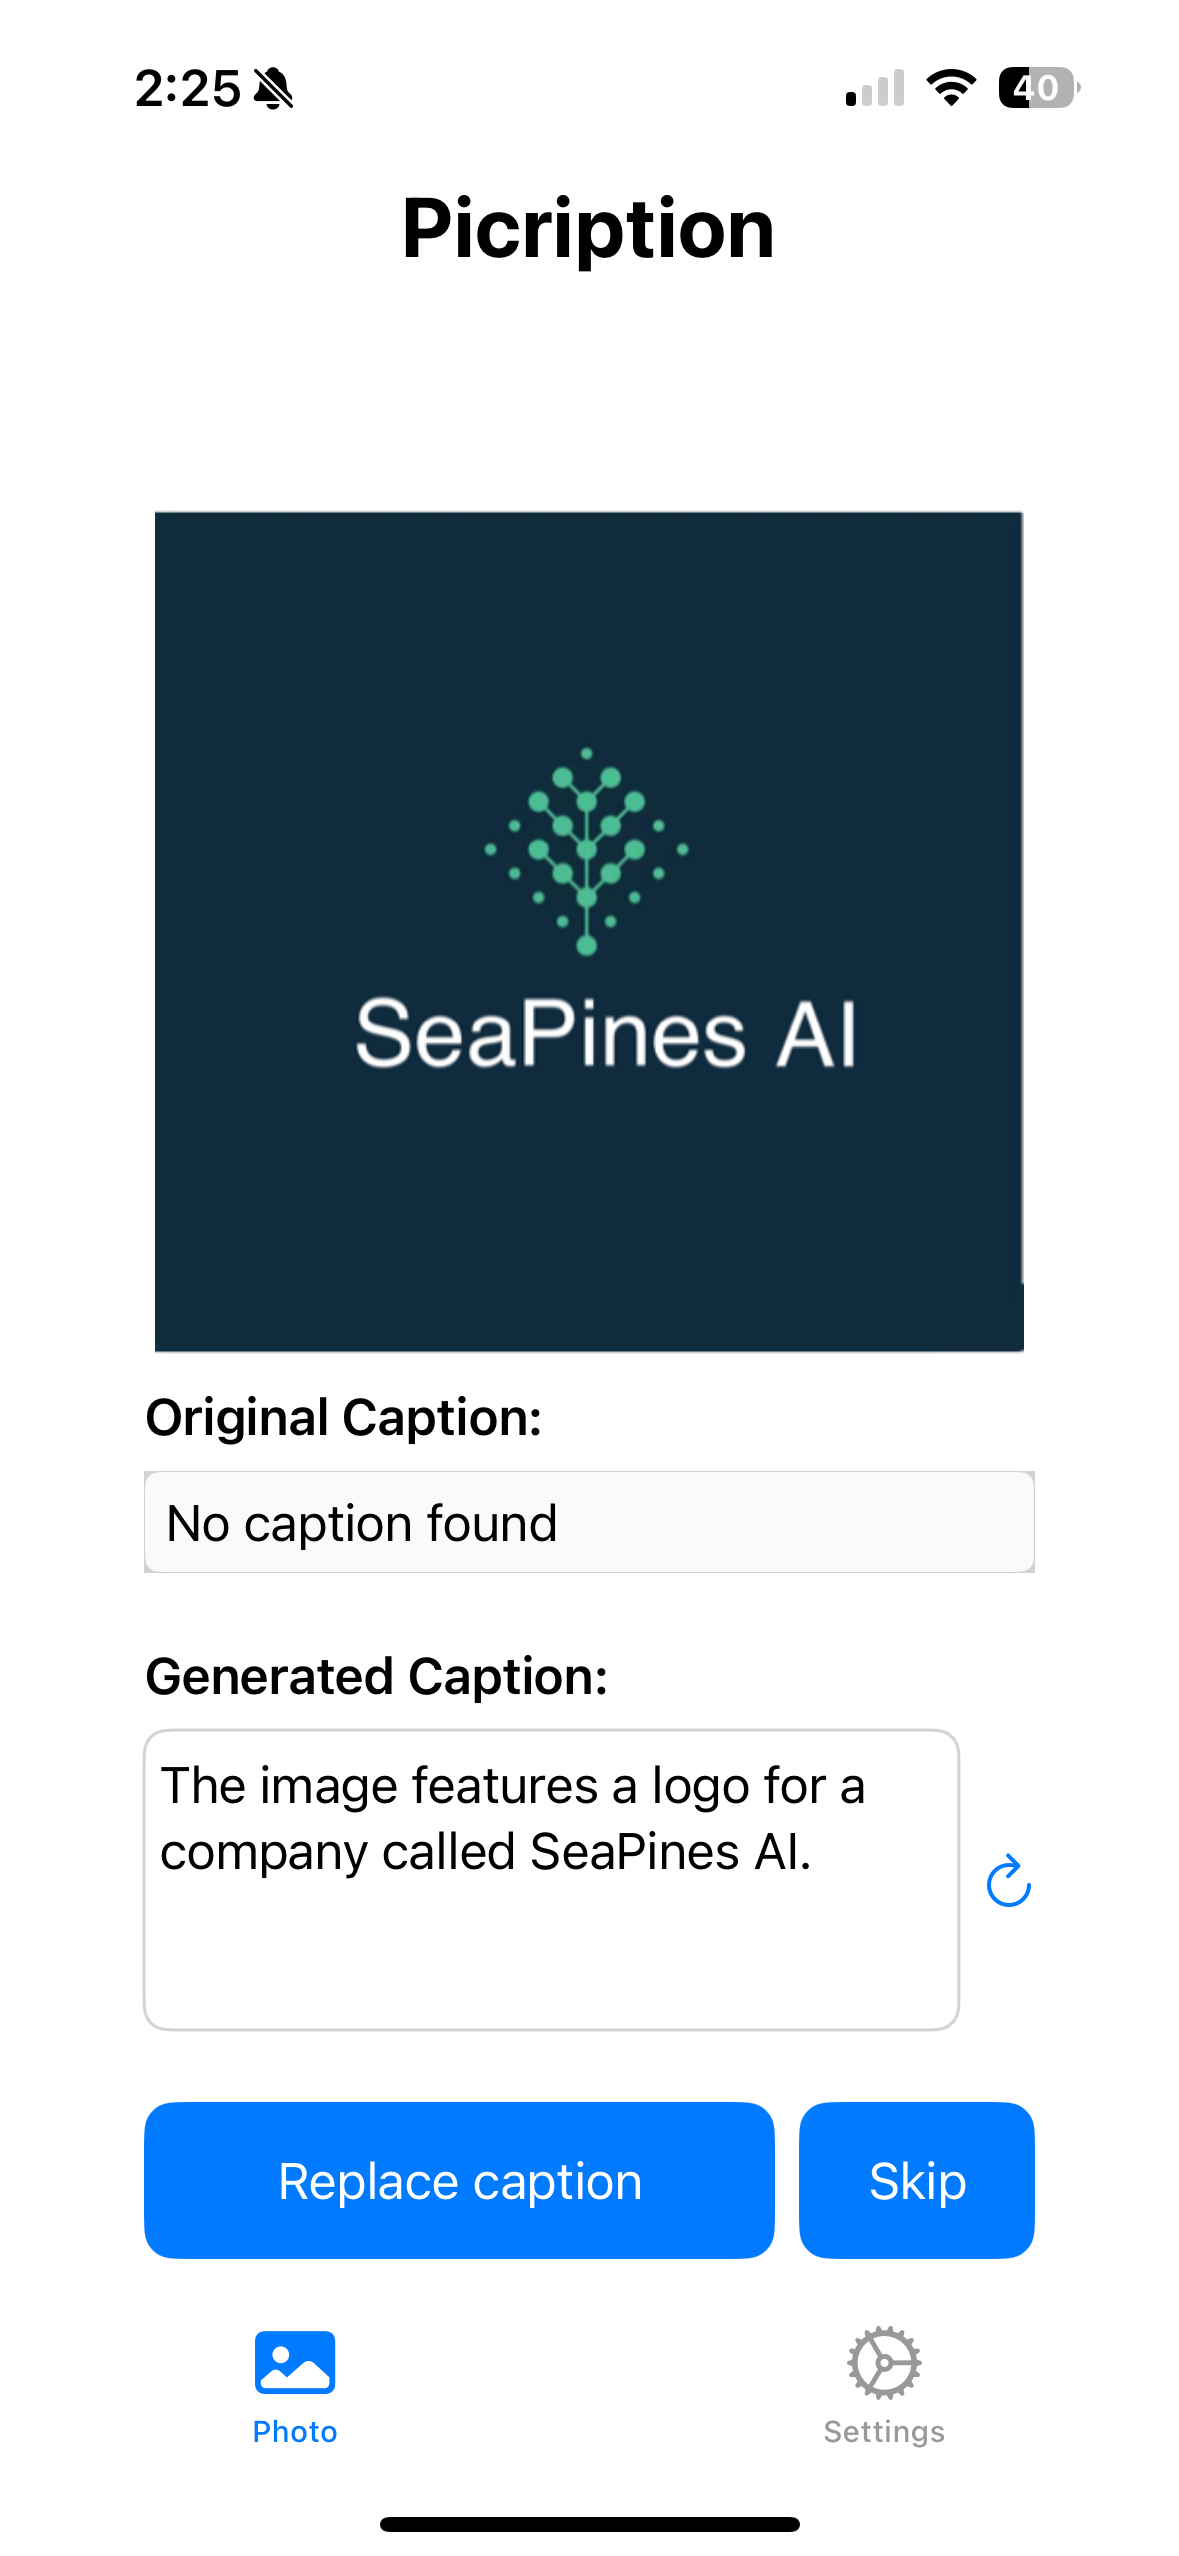 2:25
40
Picription
SeaPines AI
Original Caption:
No caption found
Generated Caption:
The image features a logo for a
company called SeaPines AI.
Replace caption
Skip
Photo
Settings